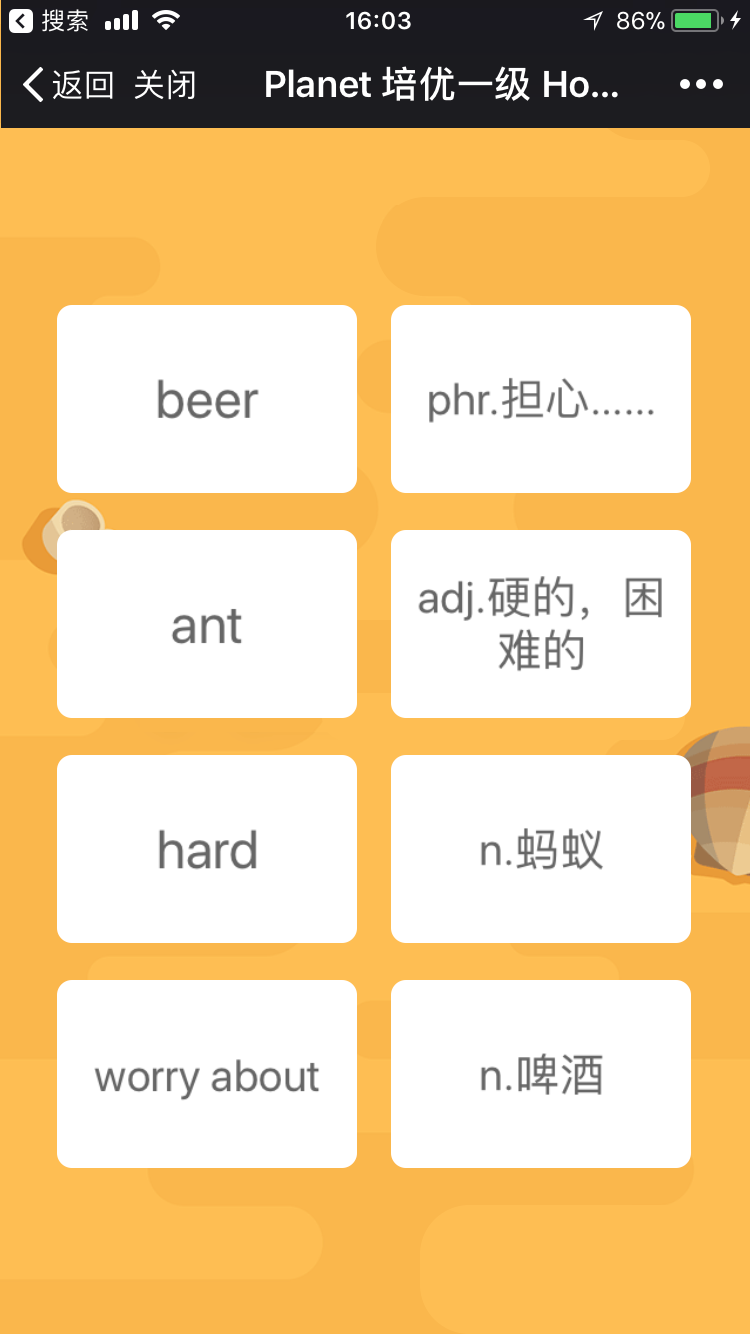 搜索 16:03 86%
返回 关闭 Planet 培优一级 Ho...
beer
phr.担心......
ant
adj.硬的，困
难的
hard
n.蚂蚁
worry about
n.啤酒